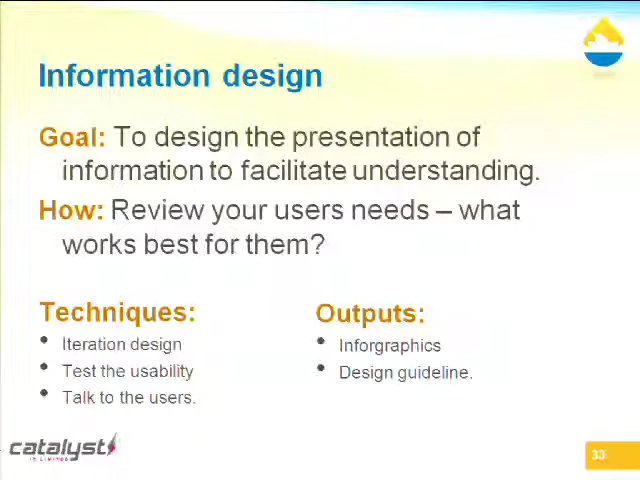 Information design
Goal: To design the presentation of
information to facilitate understanding.
How: Review your users needs – what
works best for them?
Techniques:
• Iteration design
• Test the usability
• Talk to the users.
Outputs:
• Inforgraphics
• Design guideline.
catalyst
IT LIMITED
33